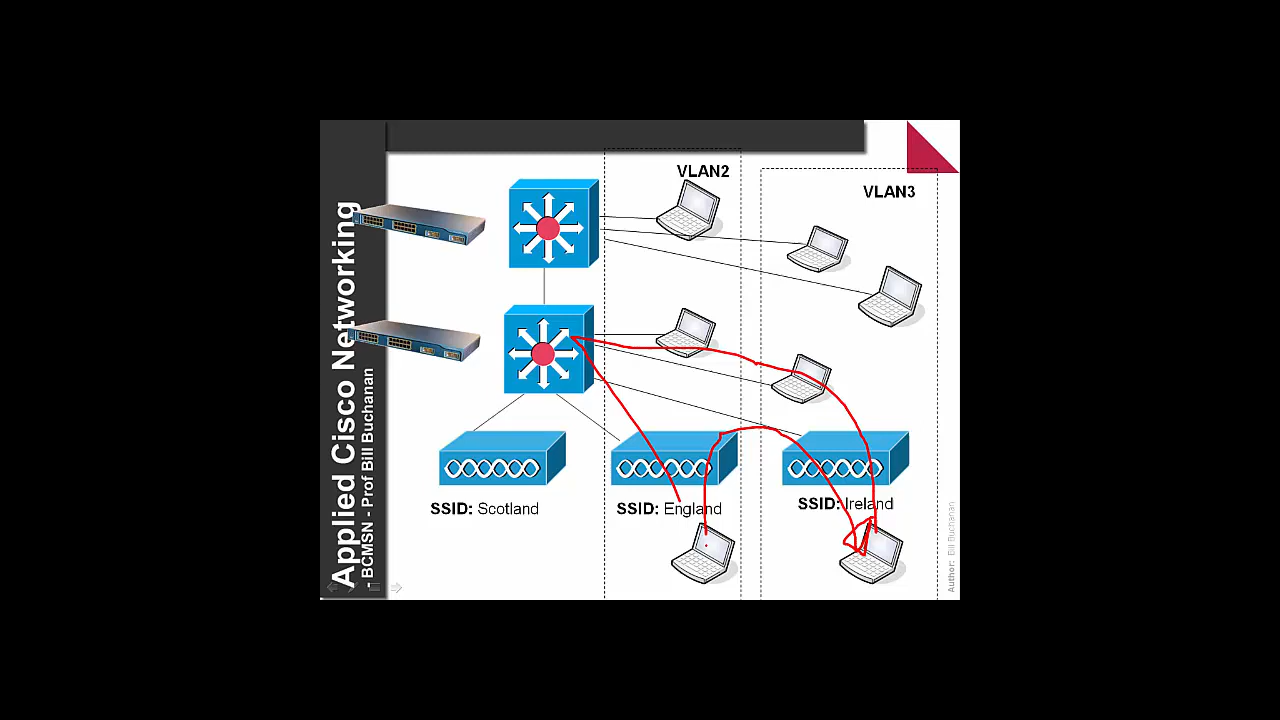 Applied Cisco Networking
- BCMSN - Prof Bill Buchanan
VLAN2
VLAN3
SSID: Scotland
SSID: England
SSID: Ireland
Author: Bill Buchanan